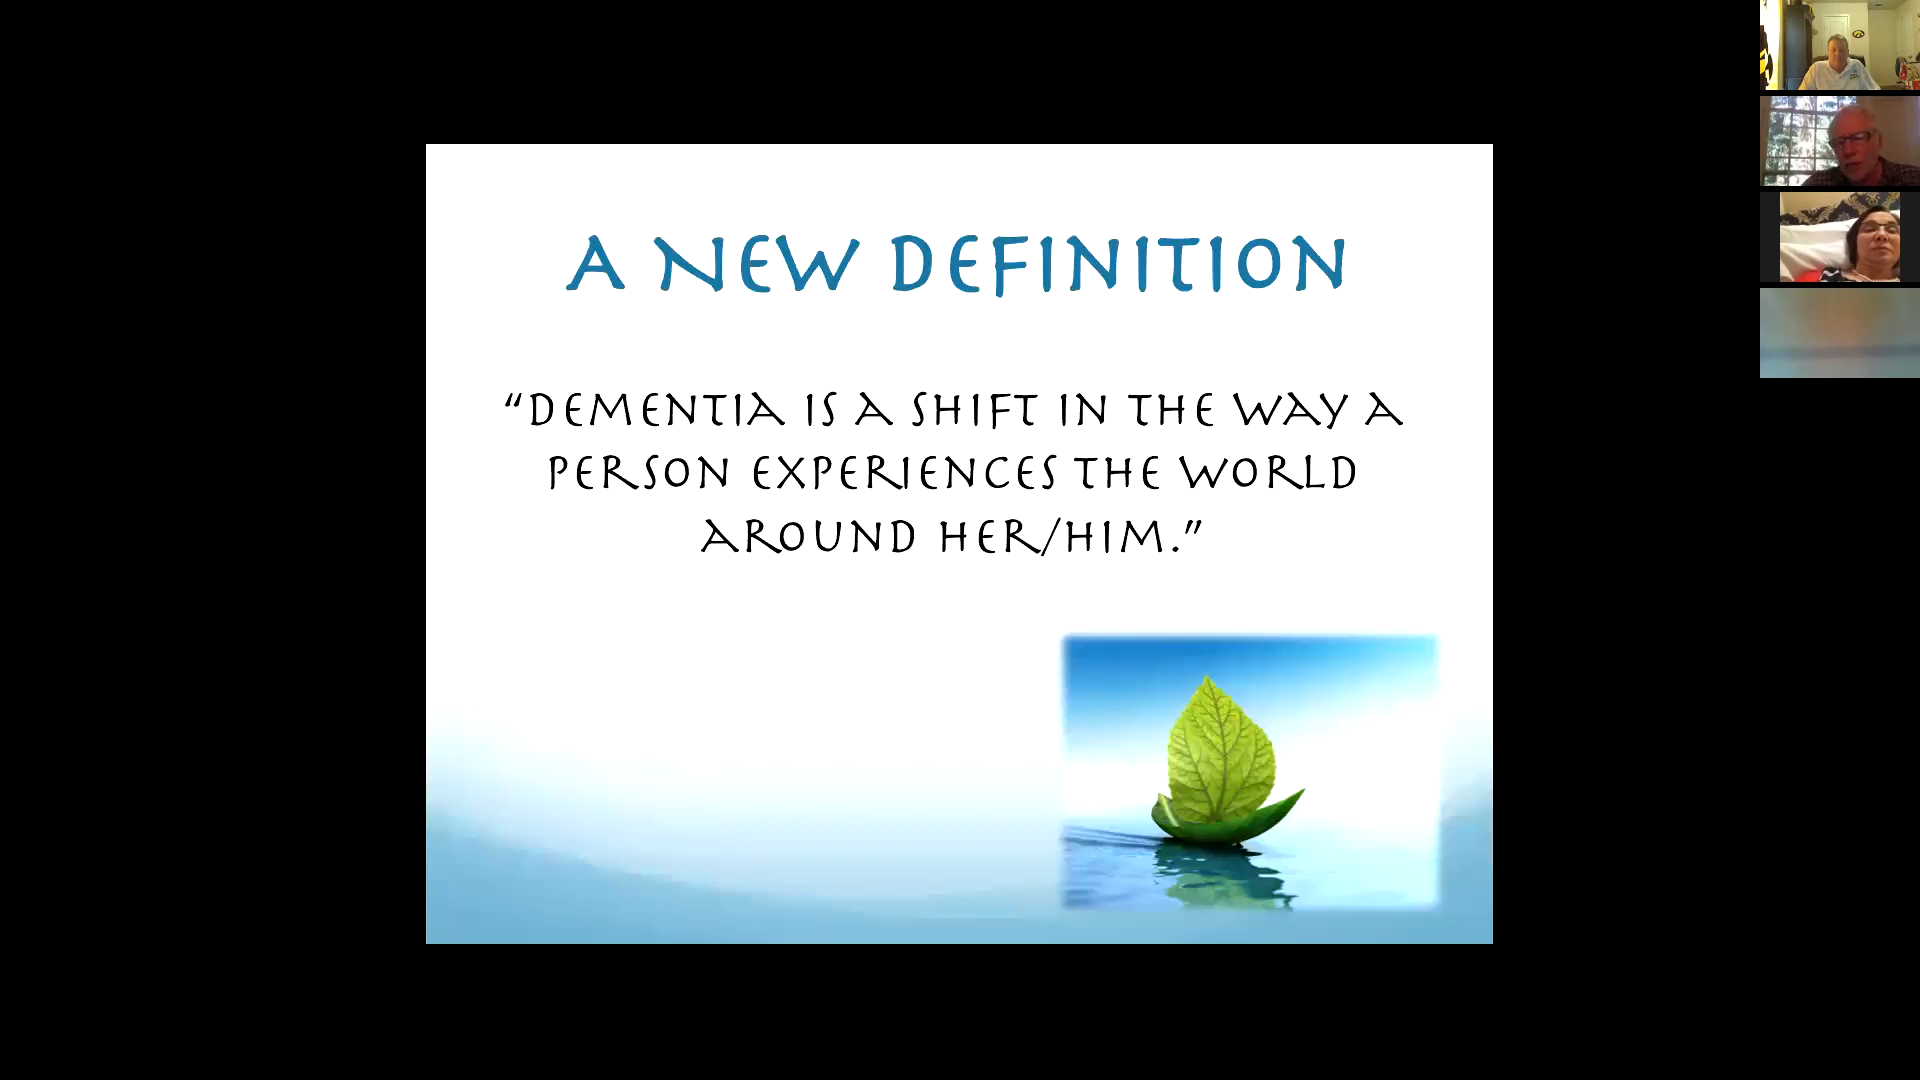 A NEW DEFINITION
“DEMENTIA IS A SHIFT IN THE WAY A
PERSON EXPERIENCES THE WORLD
AROUND HER/HIM.”